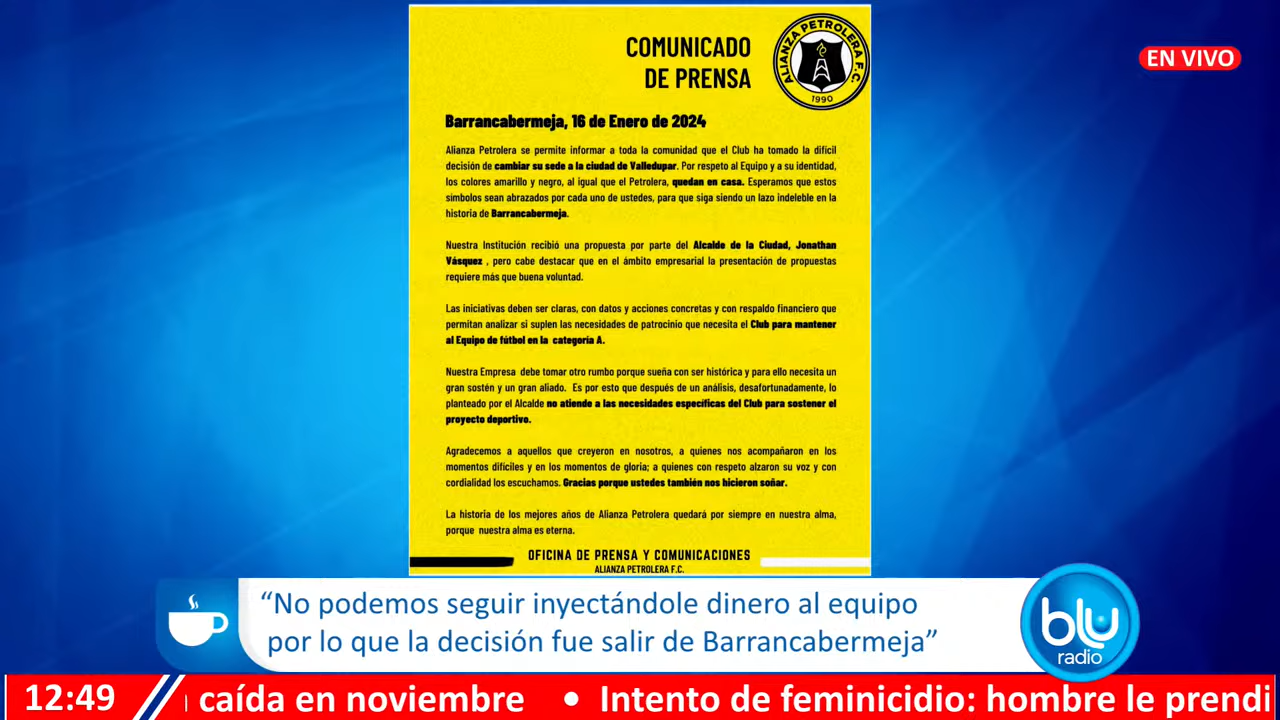 COMUNICADO
DE PRENSA
ALIANZA PETROLERA F.C.
1990
EN VIVO
Barrancabermeja, 16 de Enero de 2024
Alianza Petrolera se permite informar a toda la comunidad que el Club ha tomado la difícil
decisión de cambiar su sede a la ciudad de Valledupar. Por respeto al Equipo y a su identidad,
los colores amarillo y negro, al igual que el Petrolera, quedan en casa. Esperamos que estos
símbolos sean abrazados por cada uno de ustedes, para que siga siendo un lazo indeleble en la
historia de Barrancabermeja.
Nuestra Institución recibió una propuesta por parte del Alcalde de la Ciudad, Jonathan
Vásquez , pero cabe destacar que en el ámbito empresarial la presentación de propuestas
requiere más que buena voluntad.
Las iniciativas deben ser claras, con datos y acciones concretas y con respaldo financiero que
permitan analizar si suplen las necesidades de patrocinio que necesita el Club para mantener
al Equipo de fútbol en la categoría A.
Nuestra Empresa debe tomar otro rumbo porque sueña con ser histórica y para ello necesita un
gran sostén y un gran aliado. Es por esto que después de un análisis, desafortunadamente, lo
planteado por el Alcalde no atiende a las necesidades específicas del Club para sostener el
proyecto deportivo.
Agradecemos a aquellos que creyeron en nosotros, a quienes nos acompañaron en los
momentos difíciles y en los momentos de gloria; a quienes con respeto alzaron su voz y con
cordialidad los escuchamos. Gracias porque ustedes también nos hicieron soñar.
La historia de los mejores años de Alianza Petrolera quedará por siempre en nuestra alma,
porque nuestra alma es eterna.
OFICINA DE PRENSA Y COMUNICACIONES
ALIANZA PETROLERA F.C.
“No podemos seguir inyectándole dinero al equipo
por lo que la decisión fue salir de Barrancabermeja”
blu
radio
12:49 caída en noviembre • Intento de feminicidio: hombre le prendi